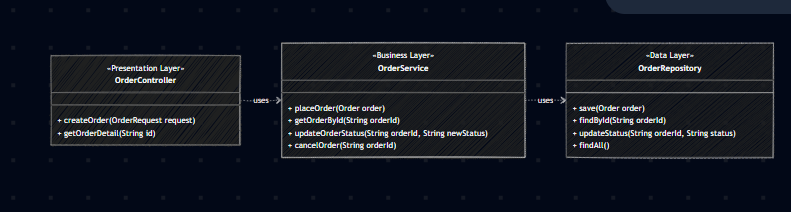 «Presentation Layer»
OrderController
+ createOrder(OrderRequest request)
+ getOrderDetail(String id)
uses
«Business Layer»
OrderService
+ placeOrder(Order order)
+ getOrderById(String orderId)
+ updateOrderStatus(String orderId, String newStatus)
+ cancelOrder(String orderId)
uses
«Data Layer»
OrderRepository
+ save(Order order)
+ findById(String orderId)
+ updateStatus(String orderId, String status)
+ findAll()